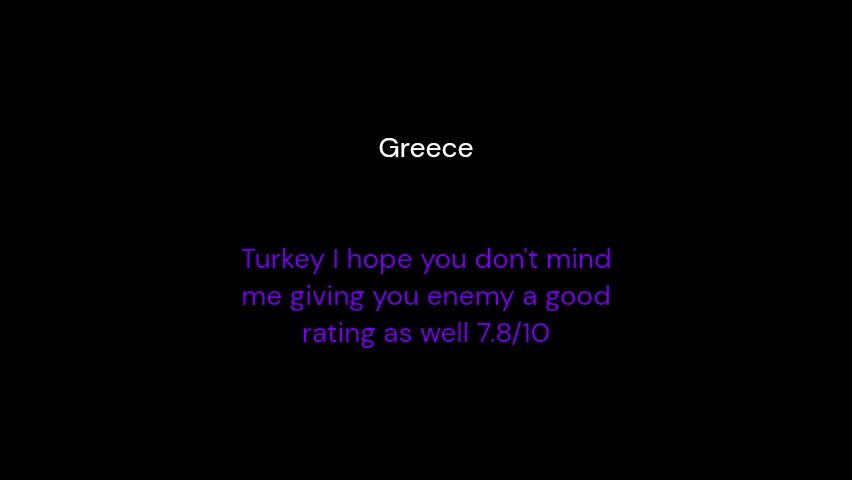 Greece
Turkey I hope you don't mind
me giving you enemy a good
rating as well 7.8/10